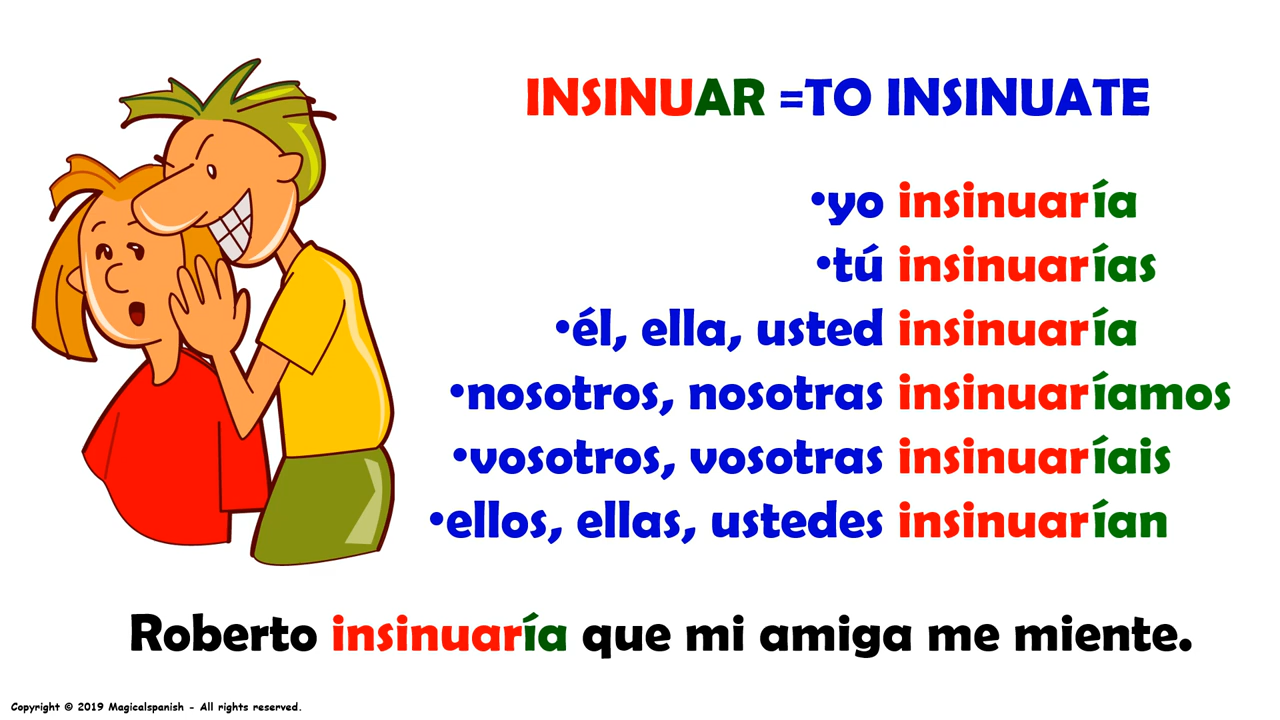 INSINUAR =TO INSINUATE
•yo insinuaría
•tú insinuarías
•él, ella, usted insinuaría
•nosotros, nosotras insinuaríamos
•vosotros, vosotras insinuaríais
•ellos, ellas, ustedes insinuarían
Roberto insinuaría que mi amiga me miente.
Copyright © 2019 Magicalspanish - All rights reserved.